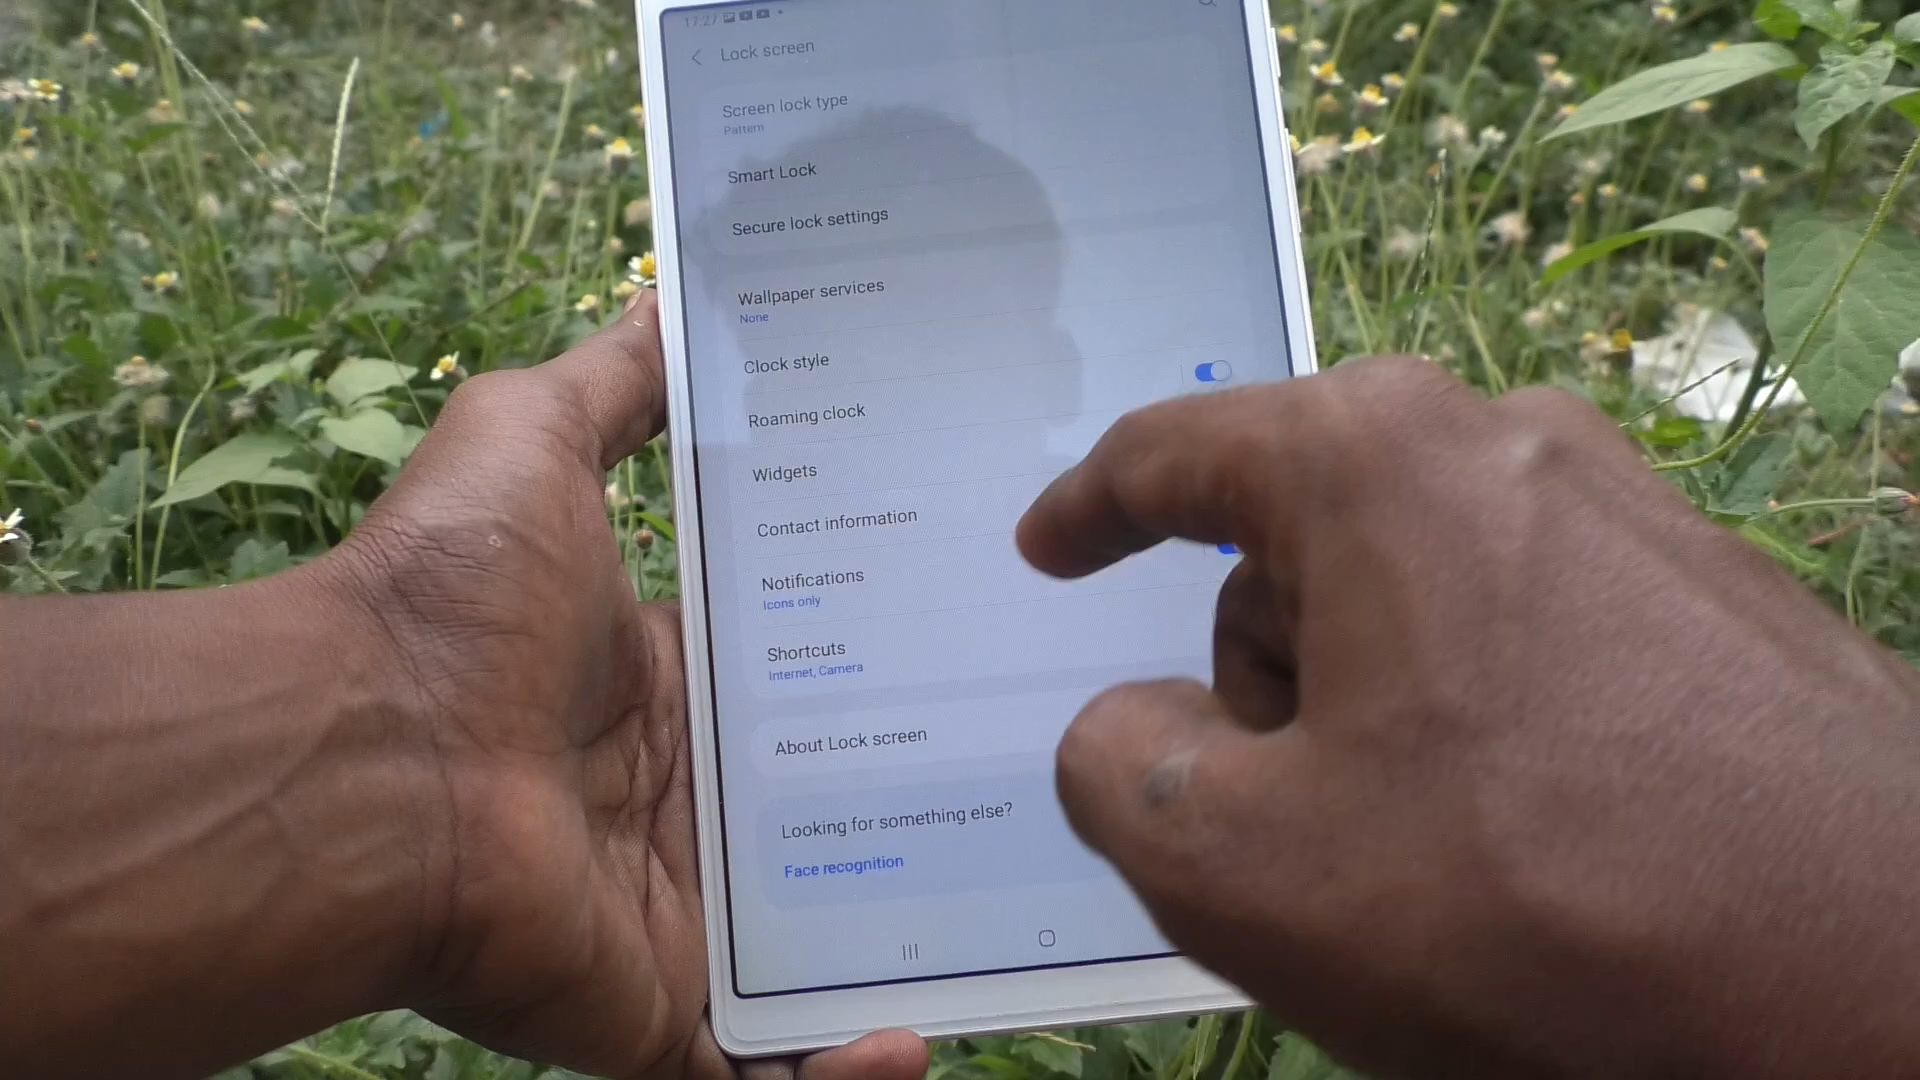 17:27
Lock screen
Screen lock type
Pattern
Smart Lock
Secure lock settings
Wallpaper services
None
Clock style
Roaming clock
Widgets
Contact information
Notifications
Icons only
Shortcuts
Internet, Camera
About Lock screen
Looking for something else?
Face recognition